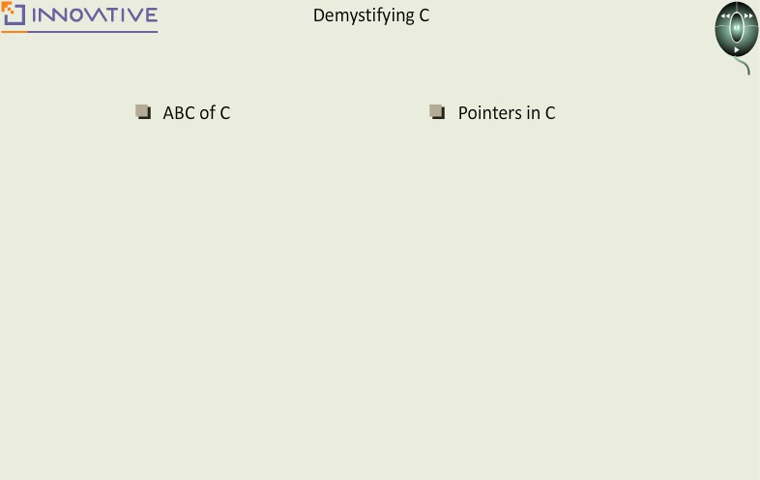 INNOVATIVE
Demystifying C
ABC of C
Pointers in C